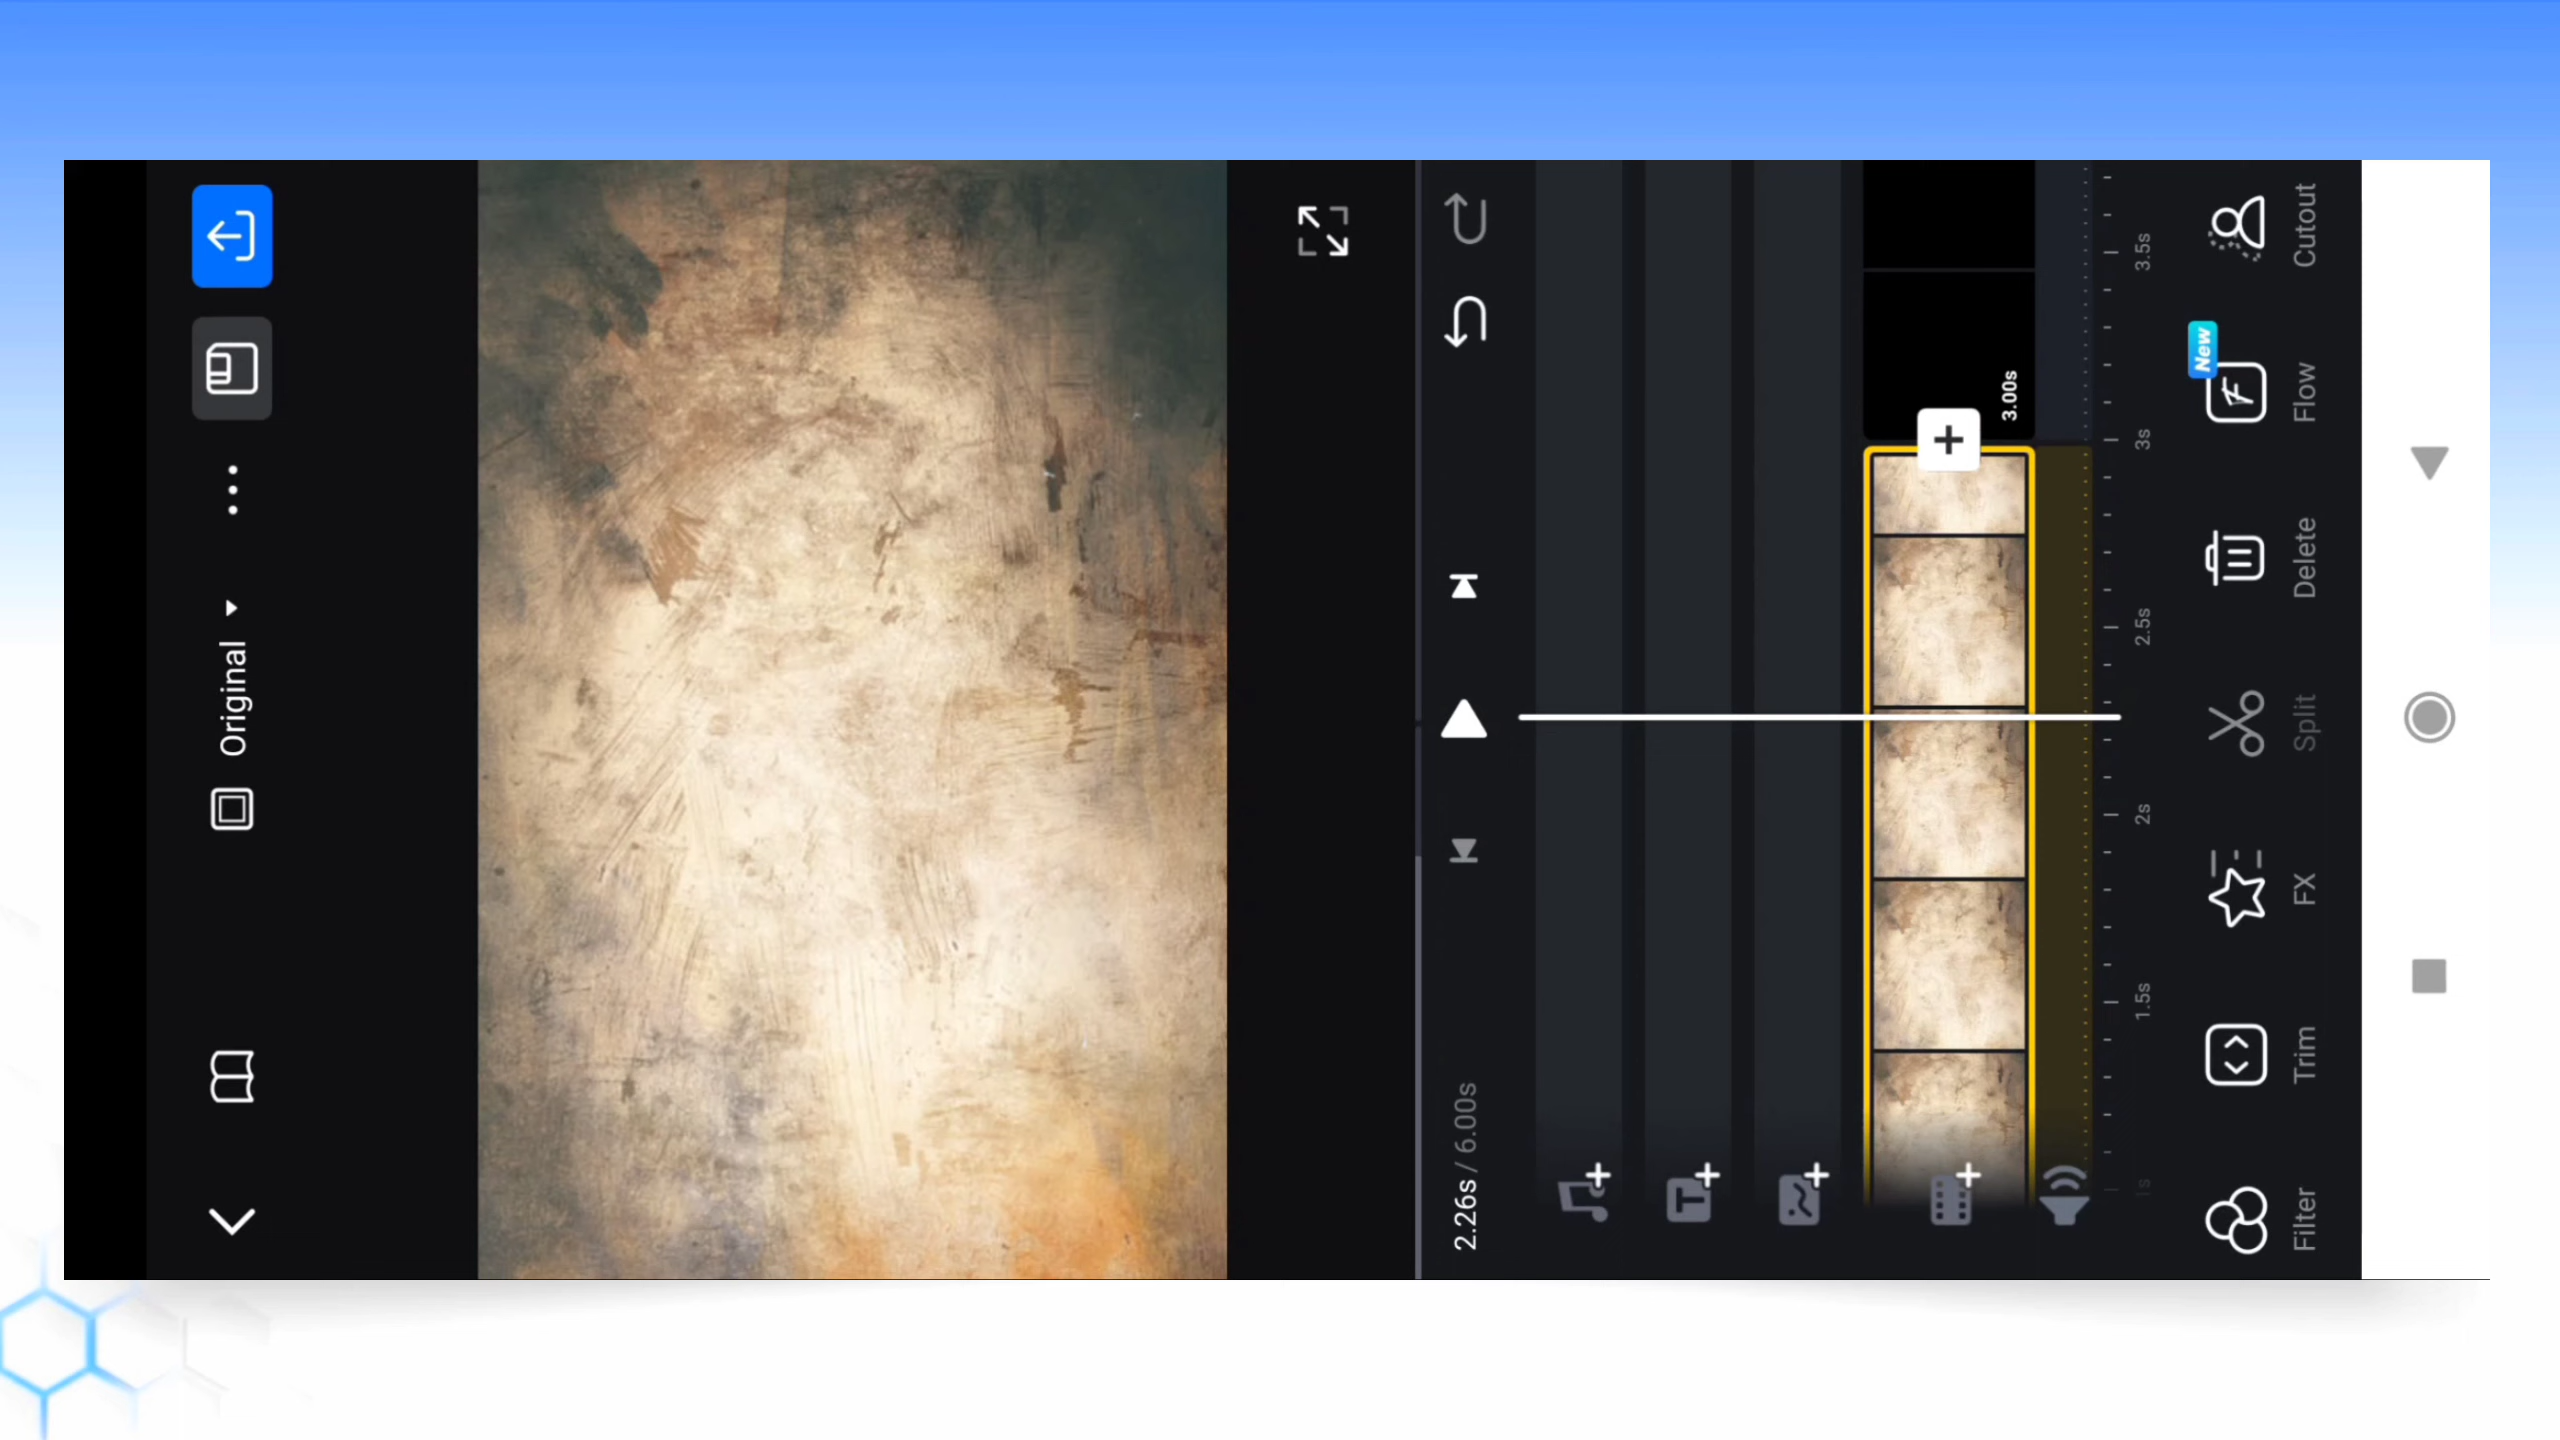 Original
2.26s / 6.00s
3.00s
1s
1.5s
2s
2.5s
3s
3.5s
New
Filter
Trim
FX
Split
Delete
Flow
Cutout